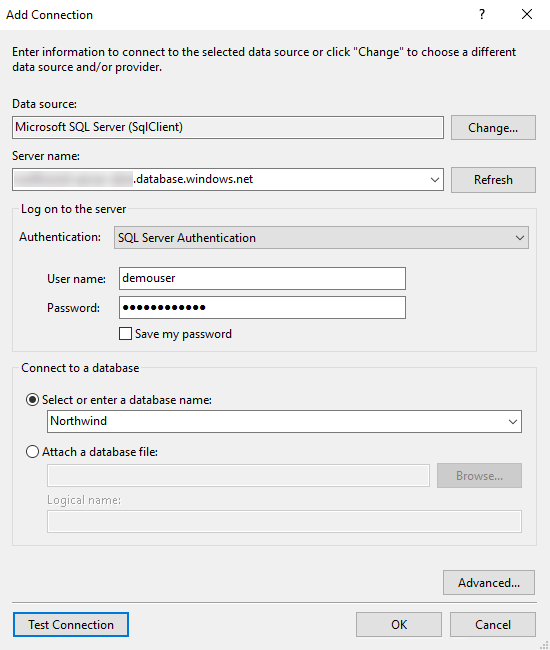 Add Connection ?
Enter information to connect to the selected data source or click "Change" to choose a different
data source and/or provider.
Data source:
Microsoft SQL Server (SqlClient) Change...
Server name:
.database.windows.net Refresh
Log on to the server
Authentication: SQL Server Authentication
User name: demouser
Password: ●●●●●●●●●●●●
Save my password
Connect to a database
Select or enter a database name:
Northwind
Attach a database file:
Browse...
Logical name:
Advanced...
Test Connection OK Cancel